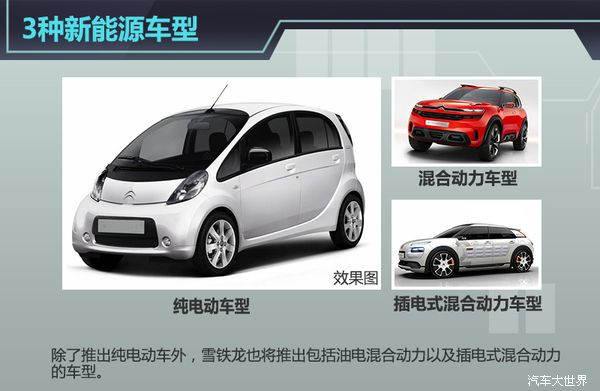 3种新能源车型
效果图
纯电动车型
混合动力车型
插电式混合动力车型
除了推出纯电动车外，雪铁龙也将推出包括油电混合动力以及插电式混合动力
的车型。
汽车大世界